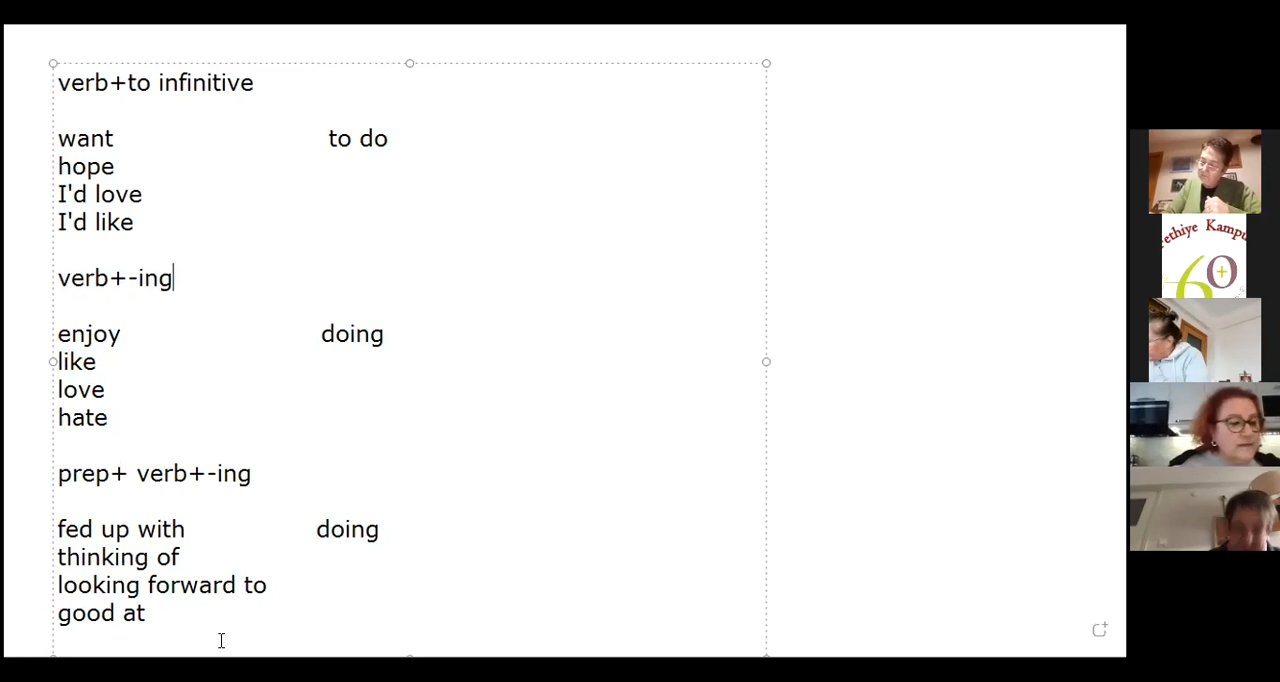 verb+to infinitive
want to do
hope
I'd love
I'd like
verb+-ing
enjoy doing
like
love
hate
prep+ verb+-ing
fed up with doing
thinking of
looking forward to
good at
60+